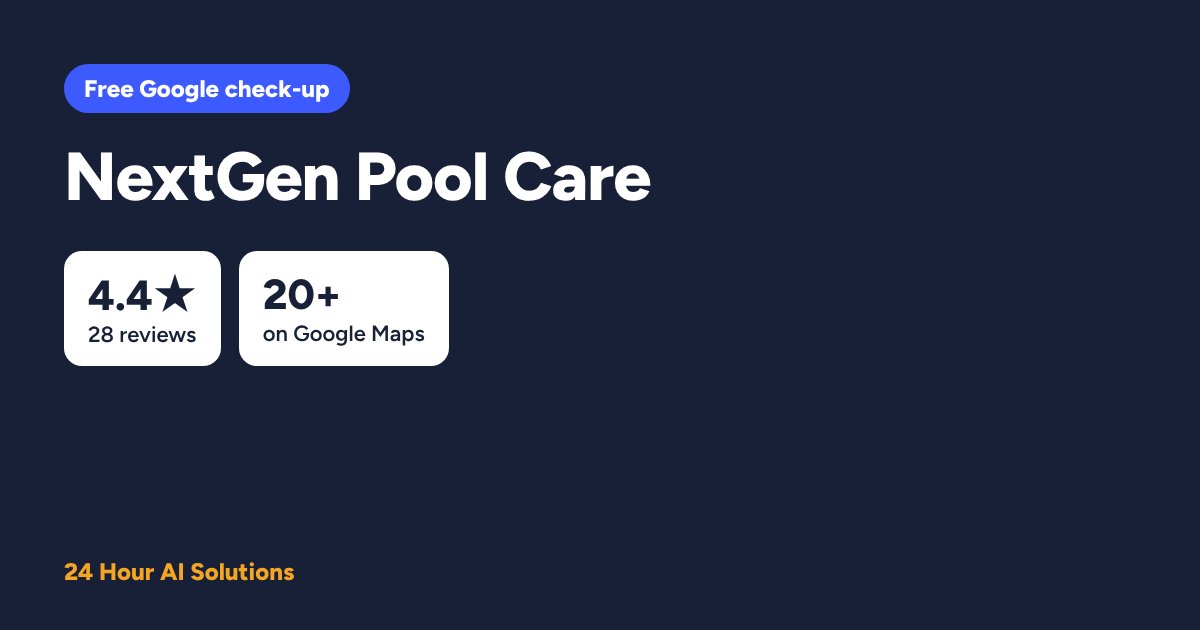 Free Google check-up
NextGen Pool Care
4.4★
28 reviews
20+
on Google Maps
24 Hour AI Solutions